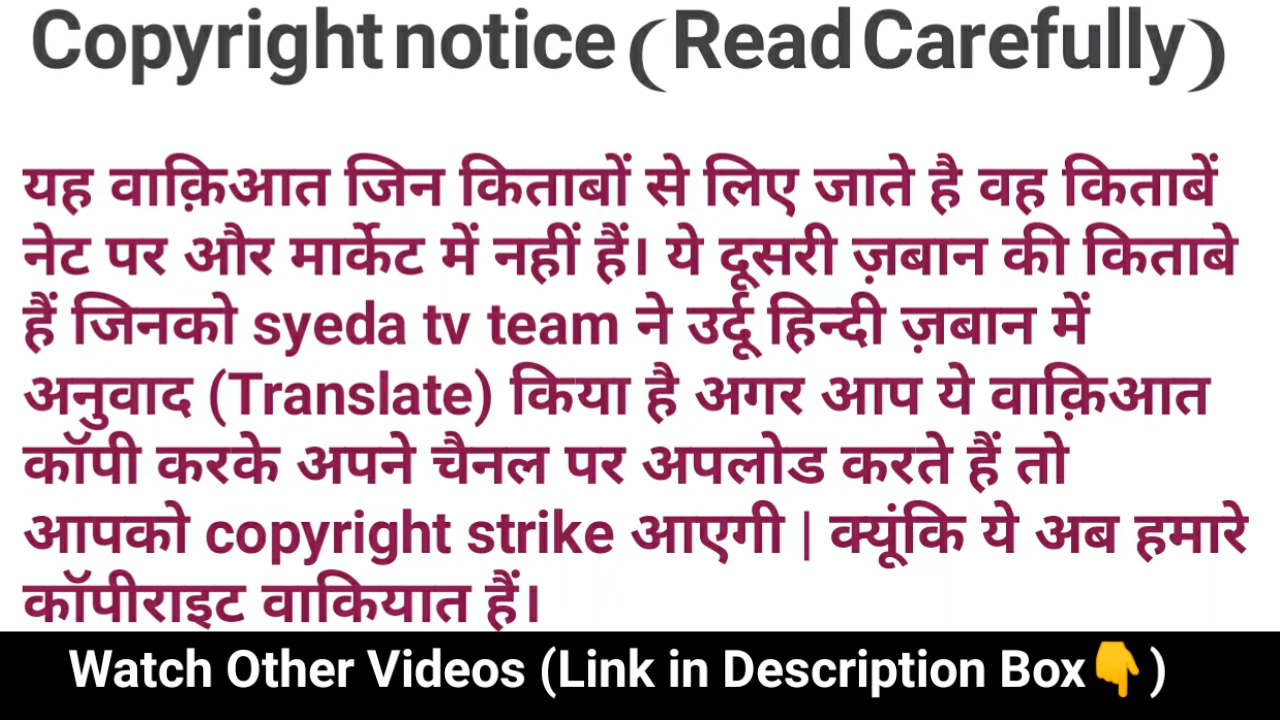 Copyright notice ( Read Carefully)
यह वाक़िआत जिन किताबों से लिए जाते है वह किताबें
नेट पर और मार्केट में नहीं हैं। ये दूसरी ज़बान की किताबे
हैं जिनको syeda tv team ने उर्दू हिन्दी ज़बान में
अनुवाद (Translate) किया है अगर आप ये वाक़िआत
कॉपी करके अपने चैनल पर अपलोड करते हैं तो
आपको copyright strike आएगी | क्यूंकि ये अब हमारे
कॉपीराइट वाकियात हैं।
Watch Other Videos (Link in Description Box👇)